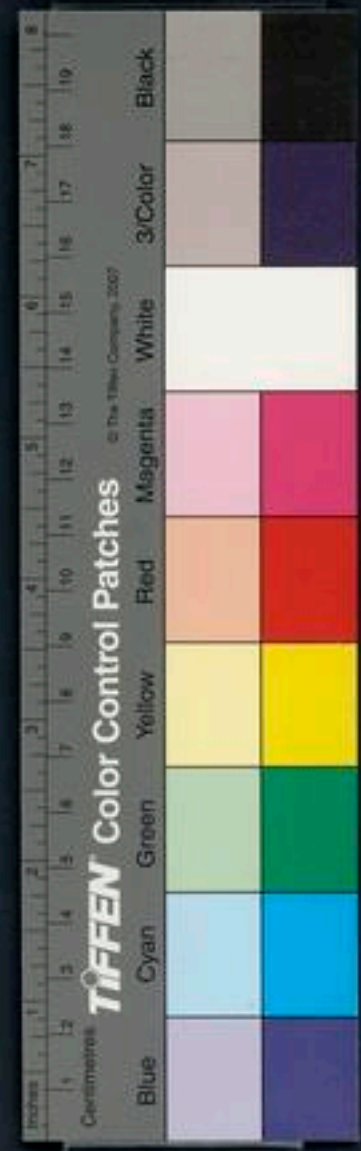 Inches 1 2 3 4 5 6 7 8
Centimetres 1 2 3 4 5 6 7 8 9 10 11 12 13 14 15 16 17 18 19
TIFFEN Color Control Patches © The Tiffen Company, 2007
Blue Cyan Green Yellow Red Magenta White 3/Color Black